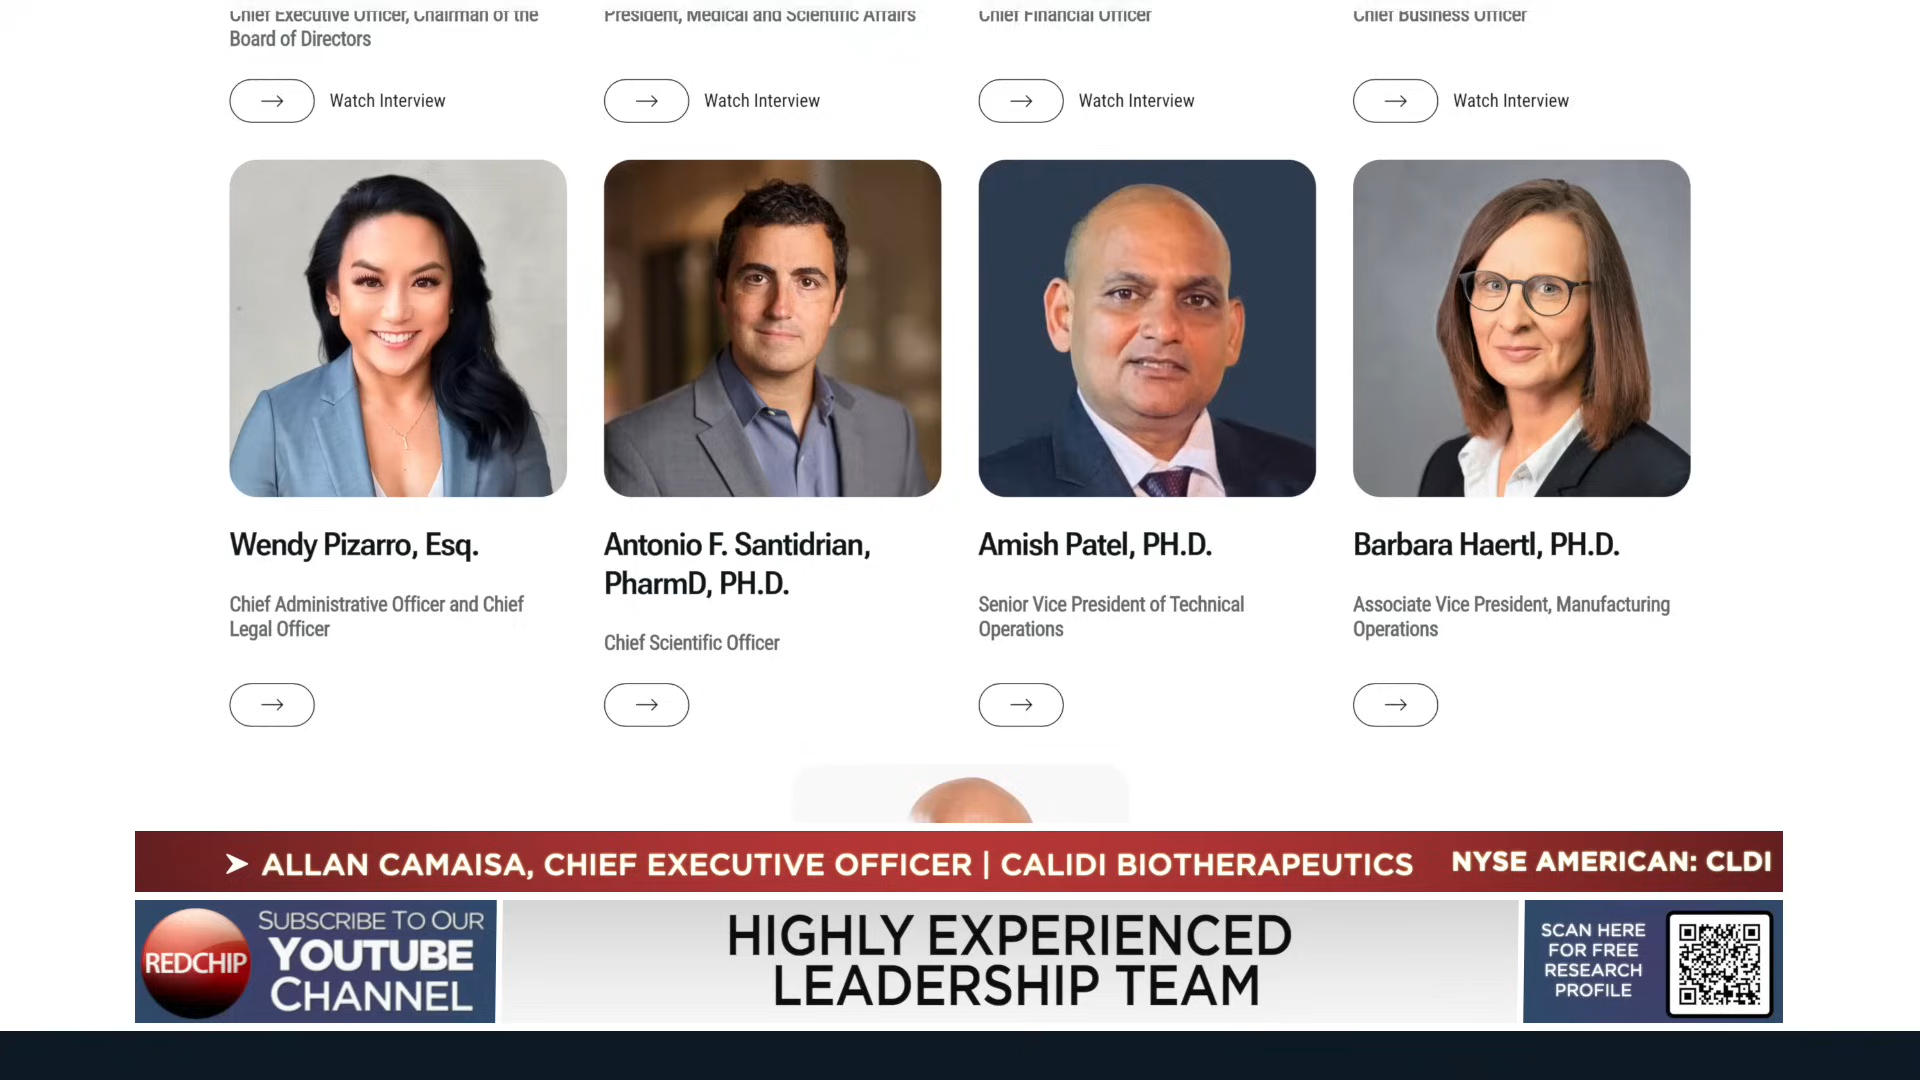 Chief Executive Officer, Chairman of the
Board of Directors
President, Medical and Scientific Affairs
Chief Financial Officer
Chief Business Officer
Watch Interview
Watch Interview
Watch Interview
Watch Interview
Wendy Pizarro, Esq.
Chief Administrative Officer and Chief
Legal Officer
Antonio F. Santidrian,
PharmD, PH.D.
Chief Scientific Officer
Amish Patel, PH.D.
Senior Vice President of Technical
Operations
Barbara Haertl, PH.D.
Associate Vice President, Manufacturing
Operations
ALLAN CAMAISA, CHIEF EXECUTIVE OFFICER | CALIDI BIOTHERAPEUTICS
NYSE AMERICAN: CLDI
REDCHIP
SUBSCRIBE TO OUR
YOUTUBE
CHANNEL
HIGHLY EXPERIENCED
LEADERSHIP TEAM
SCAN HERE
FOR FREE
RESEARCH
PROFILE